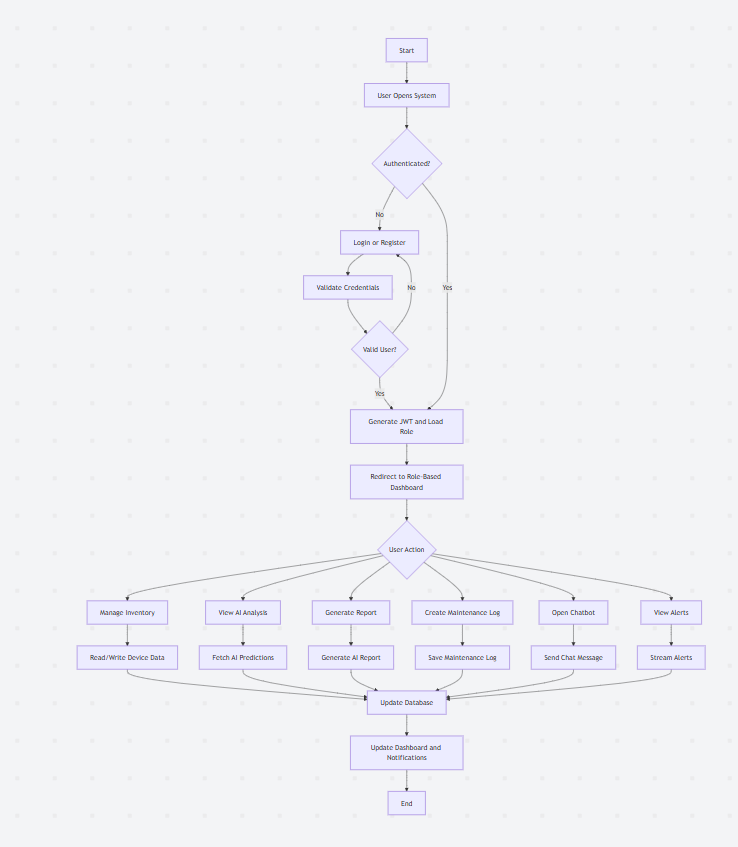 Start
User Opens System
Authenticated?
No
Login or Register
Validate Credentials
No
Yes
Valid User?
Yes
Generate JWT and Load
Role
Redirect to Role-Based
Dashboard
User Action
Manage Inventory
View AI Analysis
Generate Report
Create Maintenance Log
Open Chatbot
View Alerts
Read/Write Device Data
Fetch AI Predictions
Generate AI Report
Save Maintenance Log
Send Chat Message
Stream Alerts
Update Database
Update Dashboard and
Notifications
End